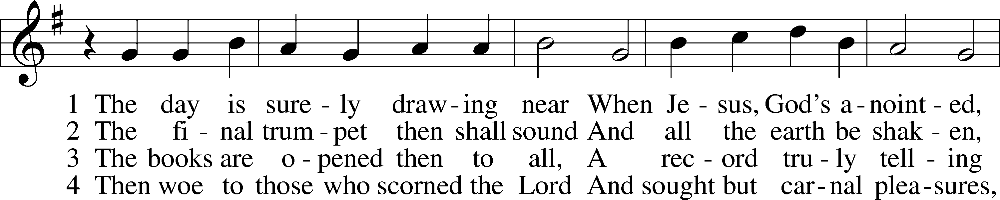 1 The day is sure - ly draw - ing near When Je - sus, God’s a - noint - ed,
2 The fi - nal trum - pet then shall sound And all the earth be shak - en,
3 The books are o - pened then to all, A rec - ord tru - ly tell - ing
4 Then woe to those who scorned the Lord And sought but car - nal plea - sures,